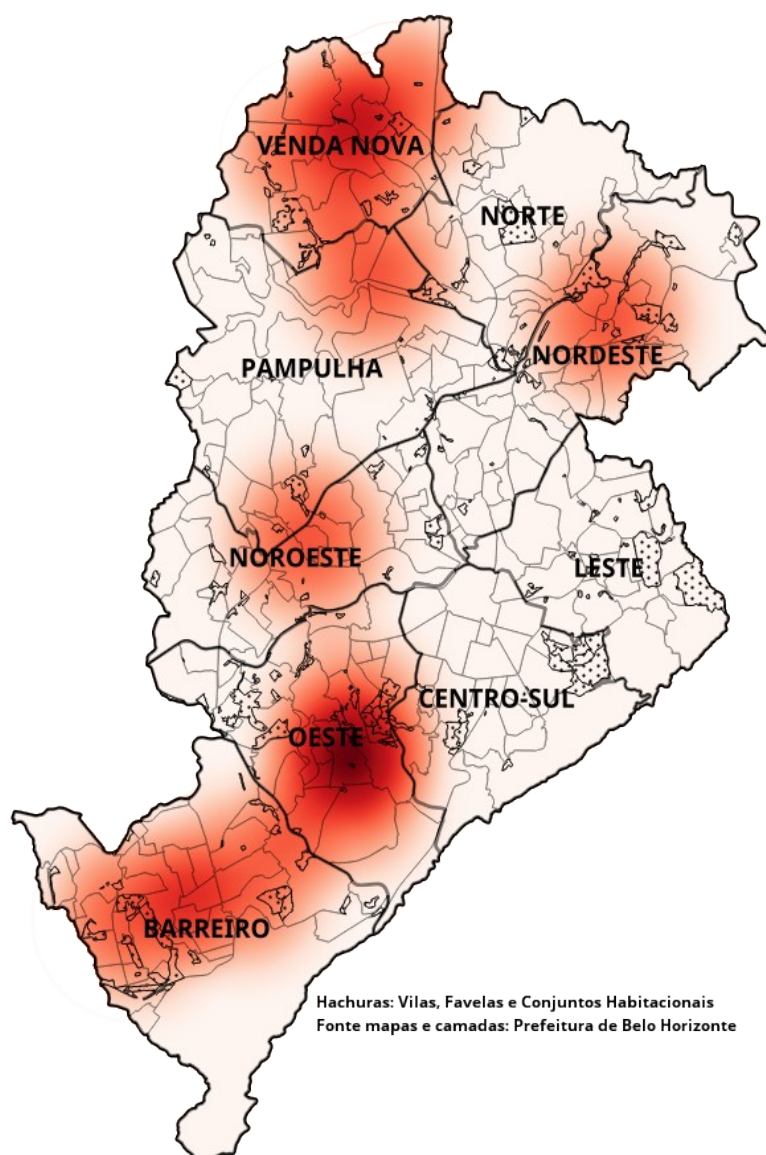 VENDA NOVA
NORTE
NORDESTE
PAMPULHA
NOROESTE
LESTE
CENTRO-SUL
OESTE
BARREIRO
Hachuras: Vilas, Favelas e Conjuntos Habitacionais
Fonte mapas e camadas: Prefeitura de Belo Horizonte